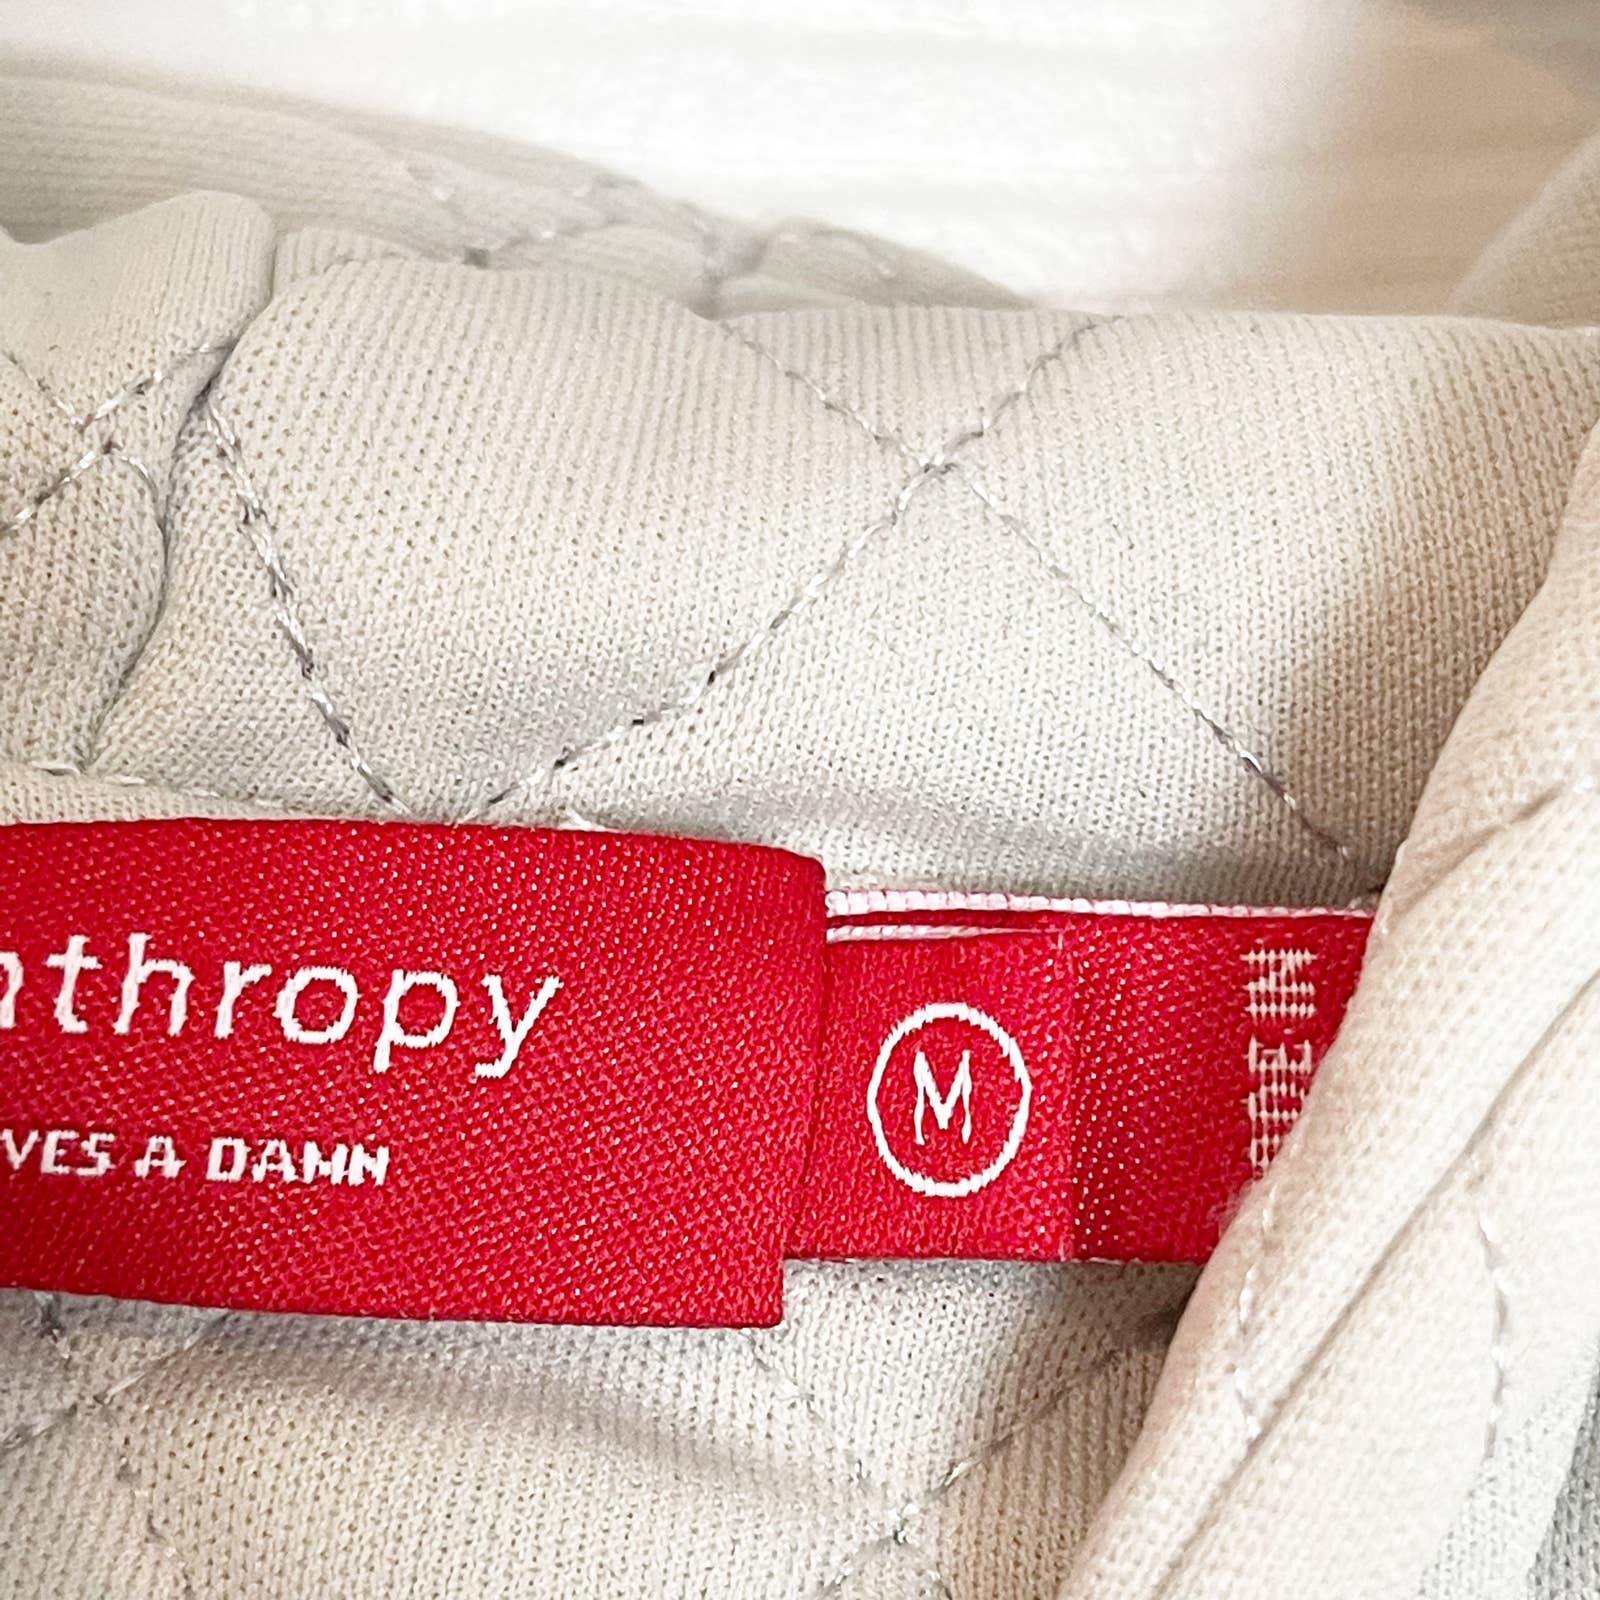 nthropy
VES A DAMN
M